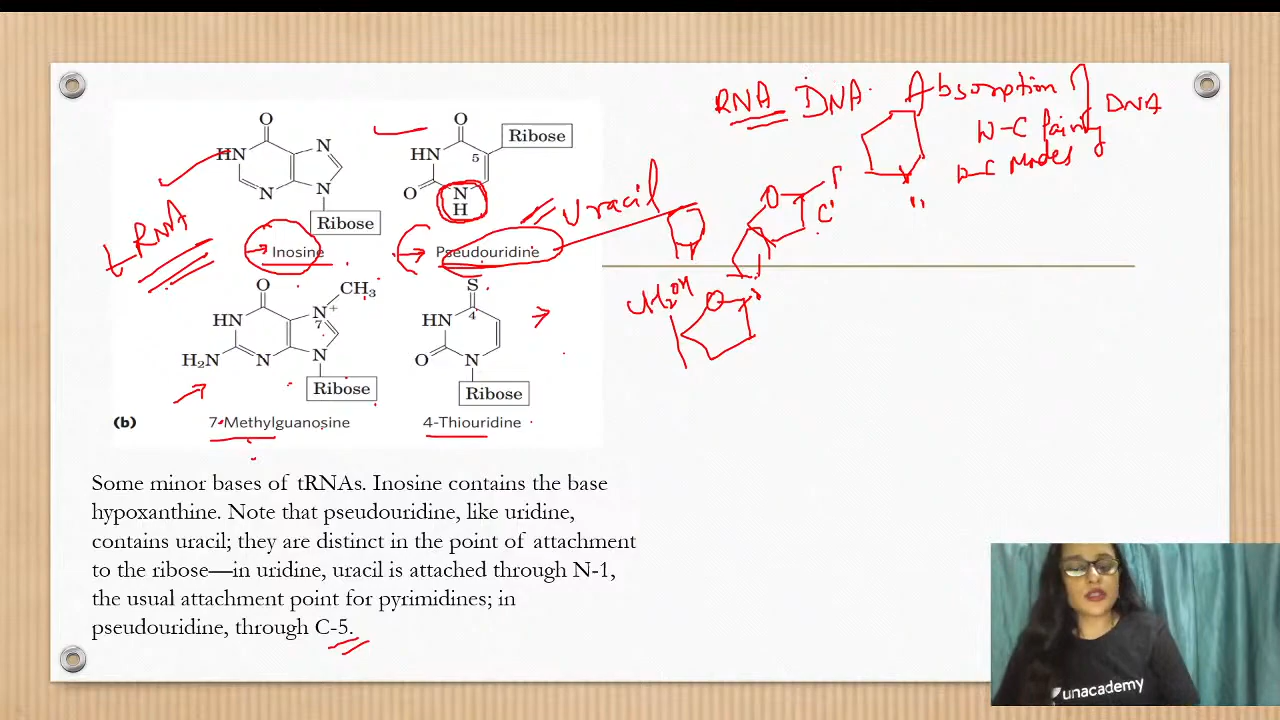 RNA DNA. Absorption
W-C Pairing
W-C Model
DNA
O
HN
N
N
N
Ribose
Inosine
O
HN
5
Ribose
O
N
H
Pseudouridine
Uracil
tRNA
O
C'
O
CH₃
HN
N+
7
H₂N
N
N
Ribose
7-Methylguanosine
S
4
HN
O
N
Ribose
4-Thiouridine
CH₂OH
O
(b)
Some minor bases of tRNAs. Inosine contains the base
hypoxanthine. Note that pseudouridine, like uridine,
contains uracil; they are distinct in the point of attachment
to the ribose—in uridine, uracil is attached through N-1,
the usual attachment point for pyrimidines; in
pseudouridine, through C-5.
unacademy